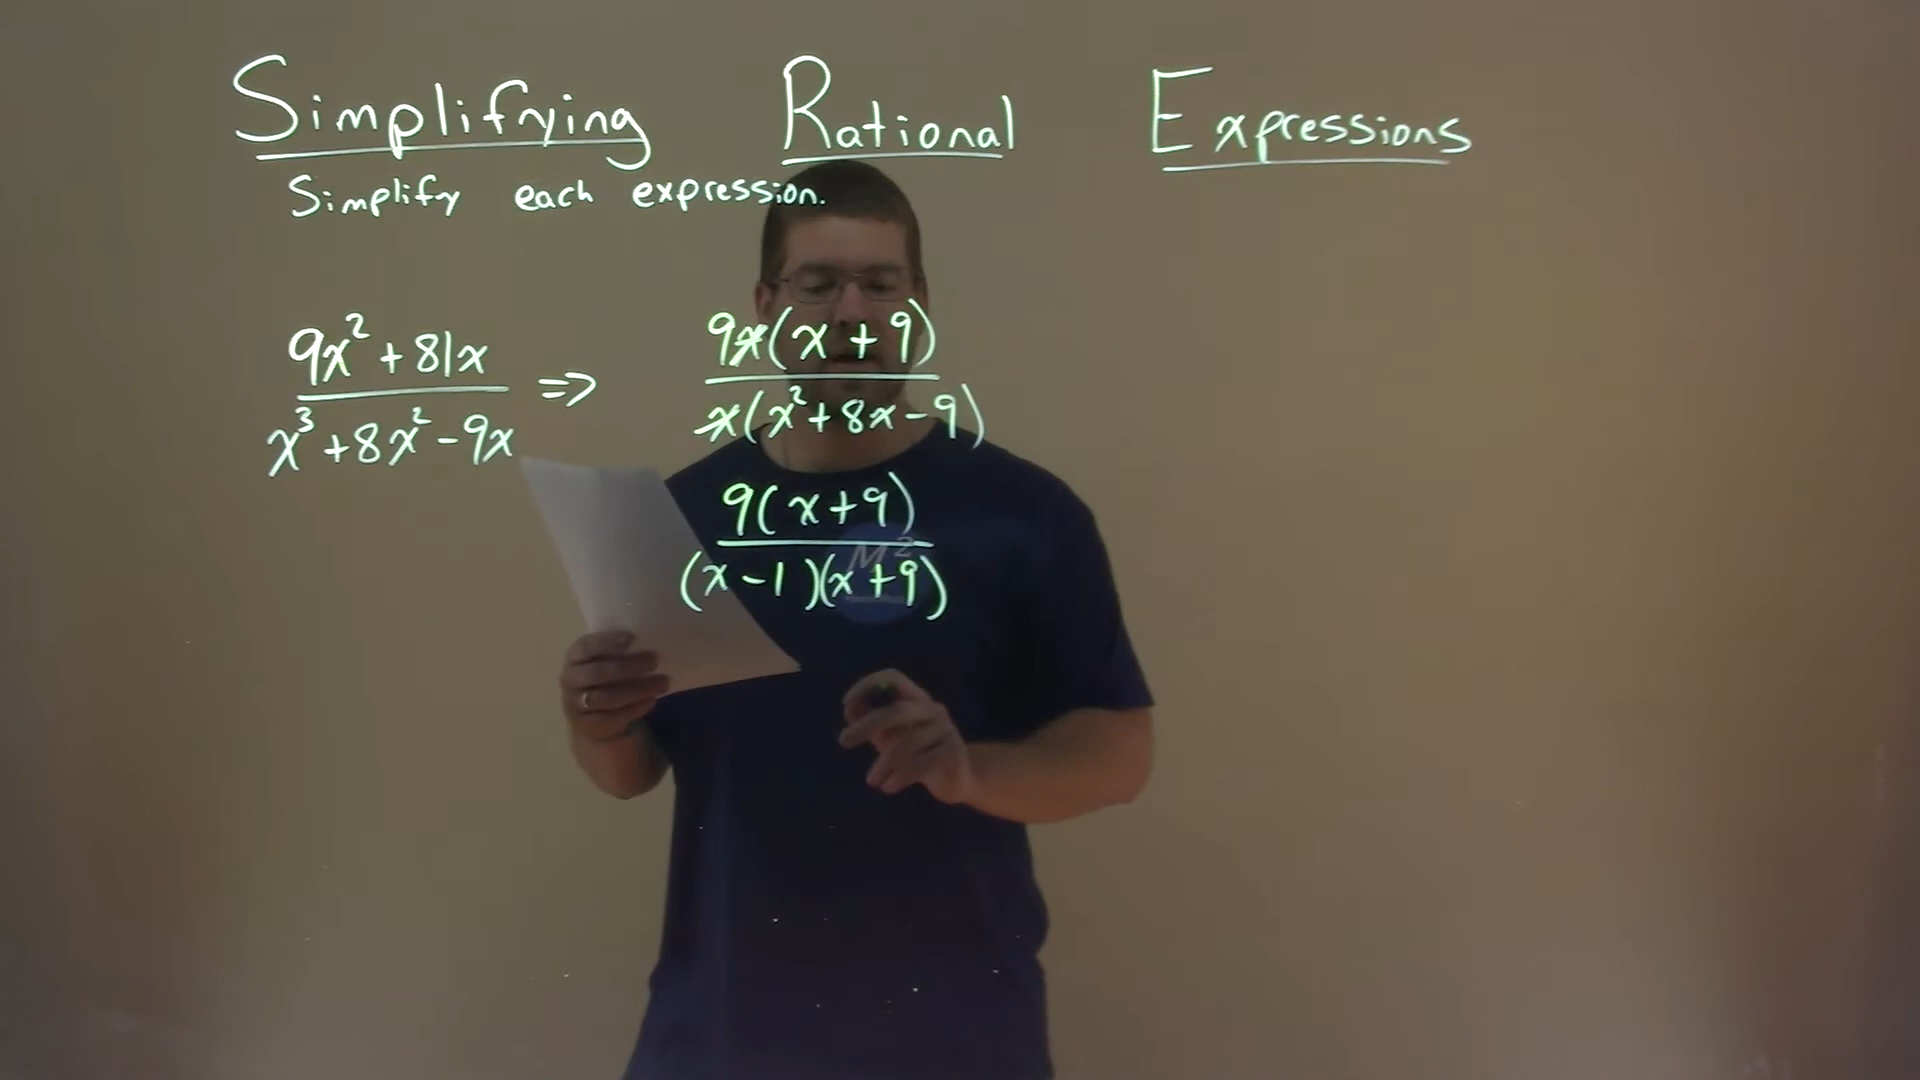 Simplifying Rational Expressions
Simplify each expression.
9x² + 81x
x³ + 8x² - 9x
=>
9x(x + 9)
x(x² + 8x - 9)
9(x + 9)
(x - 1)(x + 9)
M²